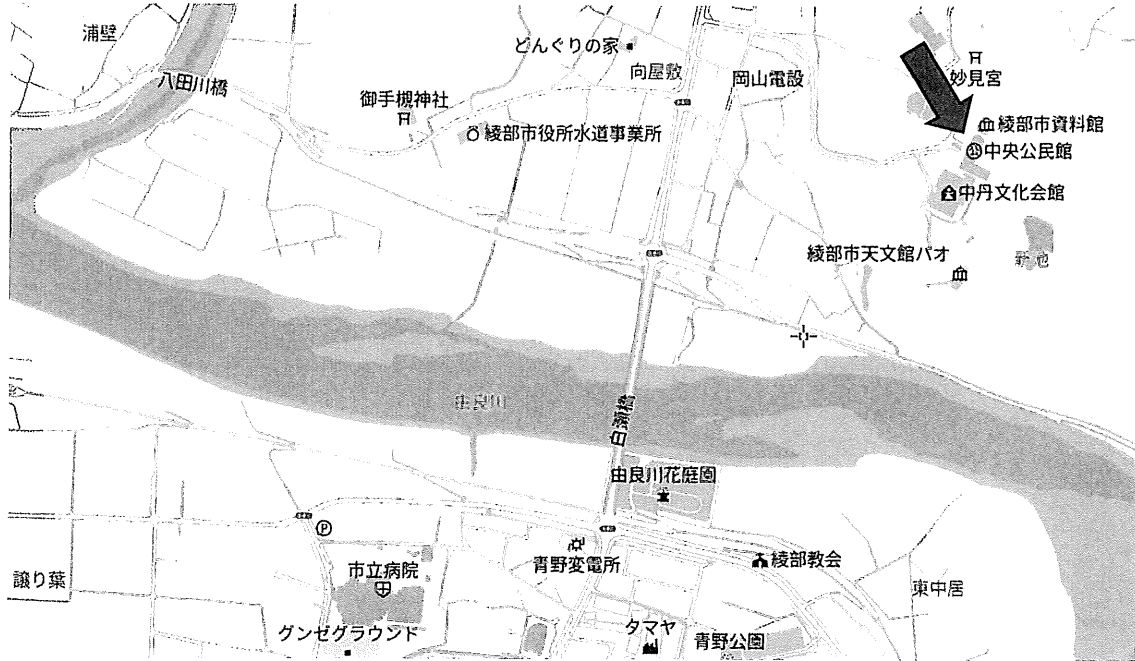 浦壁
どんぐりの家
向屋敷
岡山電設
妙見宮
八田川橋
御手槻神社
綾部市役所水道事業所
綾部市資料館
中央公民館
中丹文化会館
綾部市天文館パオ
由良川
白瀬橋
由良川花庭園
P
青野変電所
綾部教会
譲り葉
市立病院
東中居
グンゼグラウンド
タマヤ
青野公園